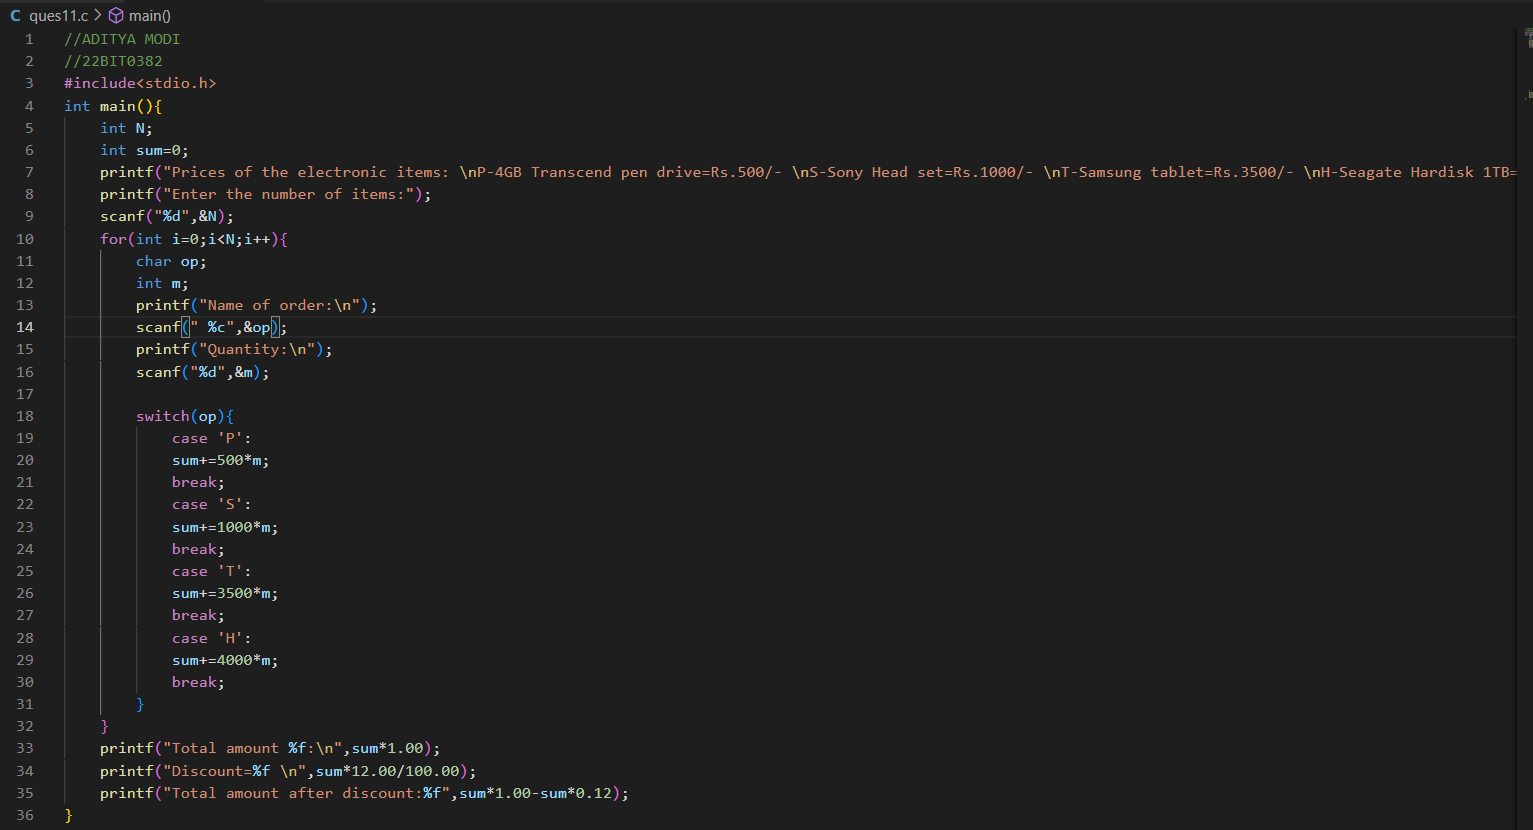 C ques11.c > main()
1 //ADITYA MODI
2 //22BIT0382
3 #include<stdio.h>
4 int main(){
5     int N;
6     int sum=0;
7     printf("Prices of the electronic items: \nP-4GB Transcend pen drive=Rs.500/- \nS-Sony Head set=Rs.1000/- \nT-Samsung tablet=Rs.3500/- \nH-Seagate Hardisk 1TB=
8     printf("Enter the number of items:");
9     scanf("%d",&N);
10     for(int i=0;i<N;i++){
11         char op;
12         int m;
13         printf("Name of order:\n");
14         scanf(" %c",&op);
15         printf("Quantity:\n");
16         scanf("%d",&m);
17
18         switch(op){
19             case 'P':
20             sum+=500*m;
21             break;
22             case 'S':
23             sum+=1000*m;
24             break;
25             case 'T':
26             sum+=3500*m;
27             break;
28             case 'H':
29             sum+=4000*m;
30             break;
31         }
32     }
33     printf("Total amount %f:\n",sum*1.00);
34     printf("Discount=%f \n",sum*12.00/100.00);
35     printf("Total amount after discount:%f",sum*1.00-sum*0.12);
36 }